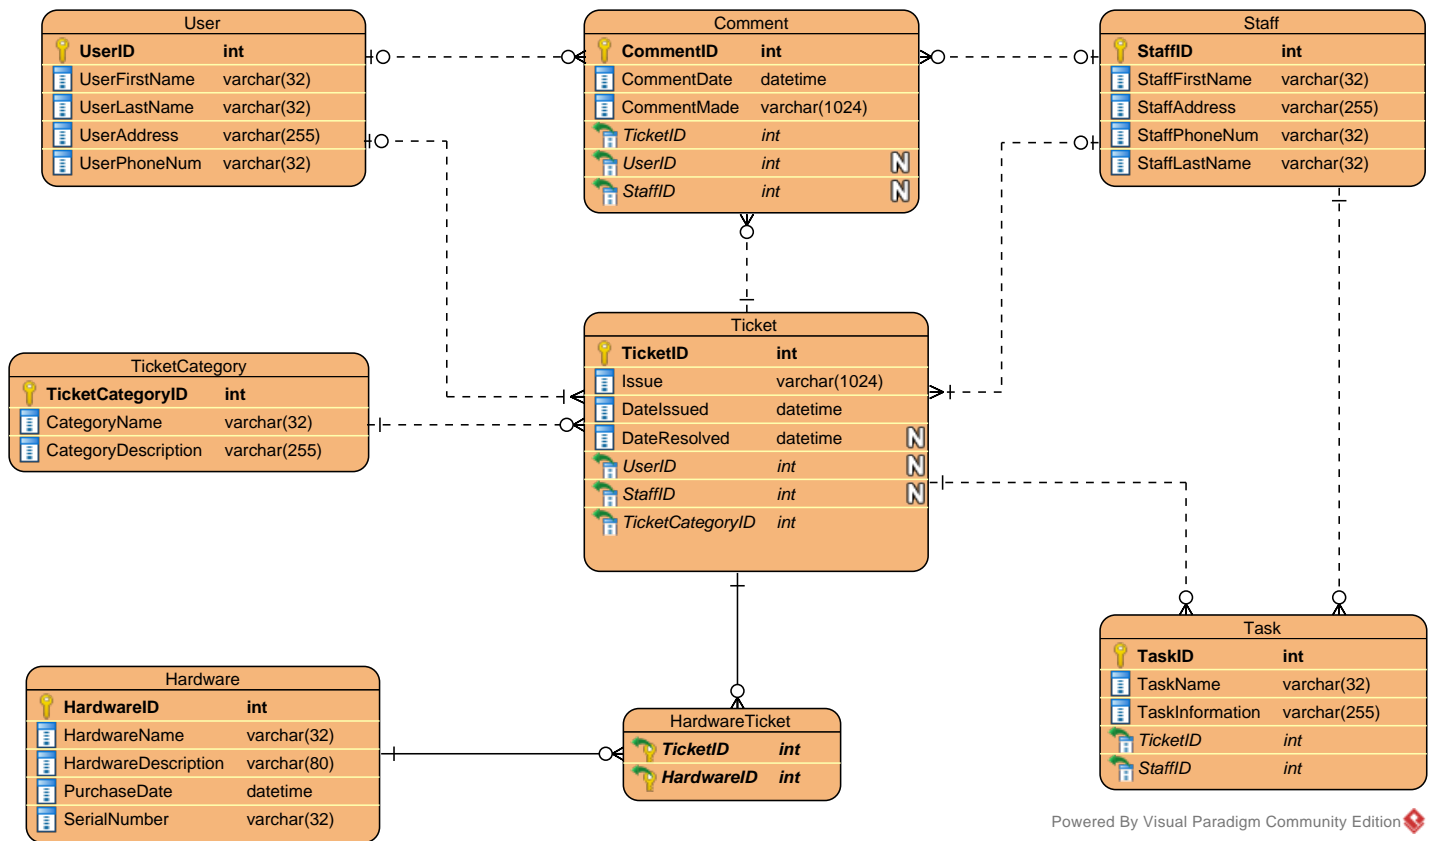 User
UserID int
UserFirstName varchar(32)
UserLastName varchar(32)
UserAddress varchar(255)
UserPhoneNum varchar(32)
Comment
CommentID int
CommentDate datetime
CommentMade varchar(1024)
TicketID int
UserID int N
StaffID int N
Staff
StaffID int
StaffFirstName varchar(32)
StaffAddress varchar(255)
StaffPhoneNum varchar(32)
StaffLastName varchar(32)
TicketCategory
TicketCategoryID int
CategoryName varchar(32)
CategoryDescription varchar(255)
Ticket
TicketID int
Issue varchar(1024)
DateIssued datetime
DateResolved datetime N
UserID int N
StaffID int N
TicketCategoryID int
Hardware
HardwareID int
HardwareName varchar(32)
HardwareDescription varchar(80)
PurchaseDate datetime
SerialNumber varchar(32)
HardwareTicket
TicketID int
HardwareID int
Task
TaskID int
TaskName varchar(32)
TaskInformation varchar(255)
TicketID int
StaffID int
Powered By Visual Paradigm Community Edition